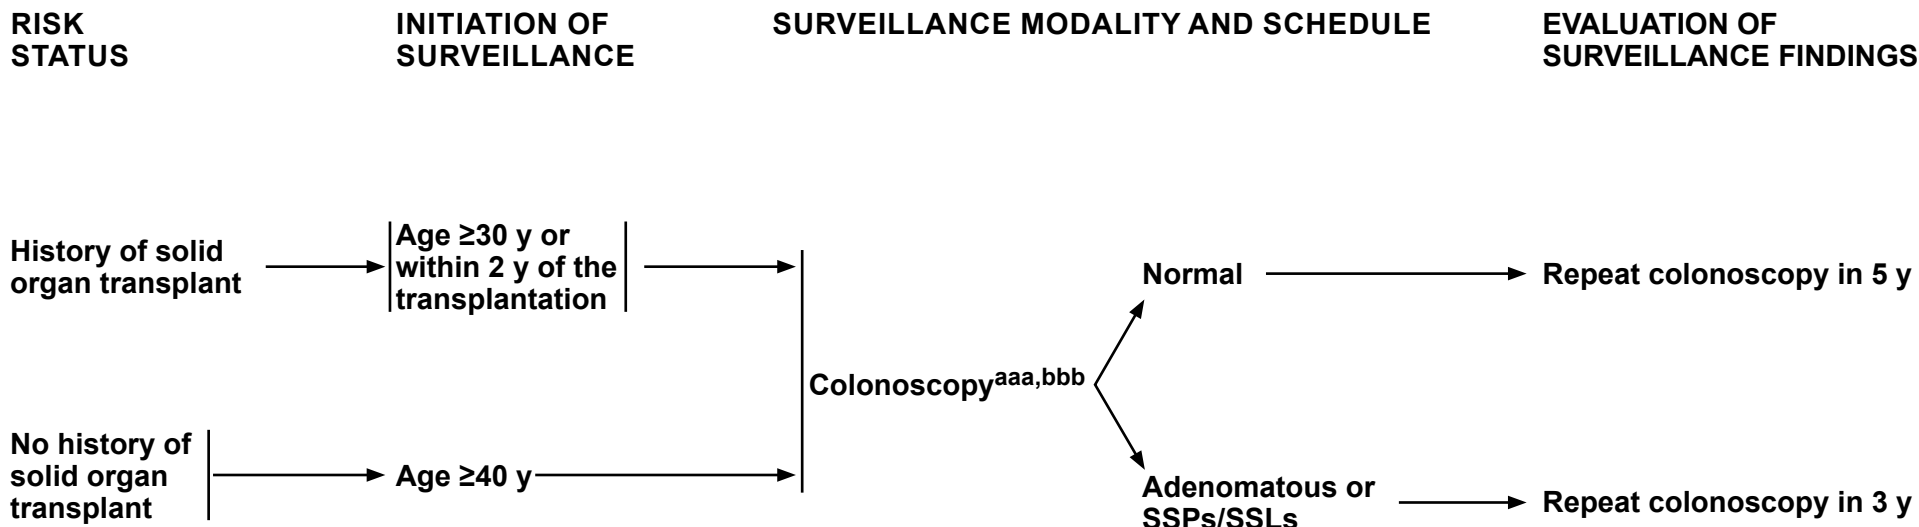 RISK
STATUS
INITIATION OF
SURVEILLANCE
SURVEILLANCE MODALITY AND SCHEDULE
EVALUATION OF
SURVEILLANCE FINDINGS
History of solid
organ transplant
Age ≥30 y or
within 2 y of the
transplantation
Normal
Repeat colonoscopy in 5 y
Colonoscopyaaa,bbb
No history of
solid organ
transplant
Age ≥40 y
Adenomatous or
SSPs/SSLs
Repeat colonoscopy in 3 y